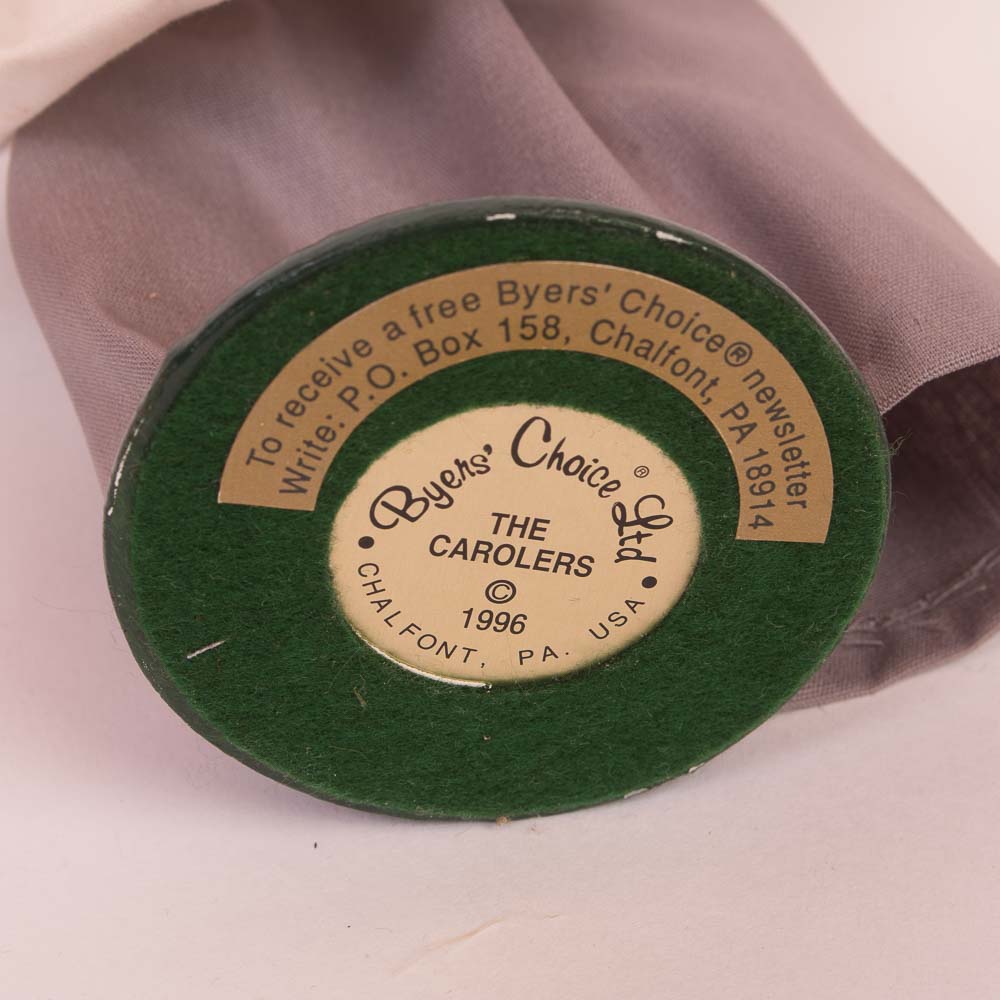 To receive a free Byers' Choice® newsletter
Write: P.O. Box 158, Chalfont, PA 18914
Byers' Choice ® Ltd
THE
CAROLERS
©
1996
• CHALFONT, PA. USA •